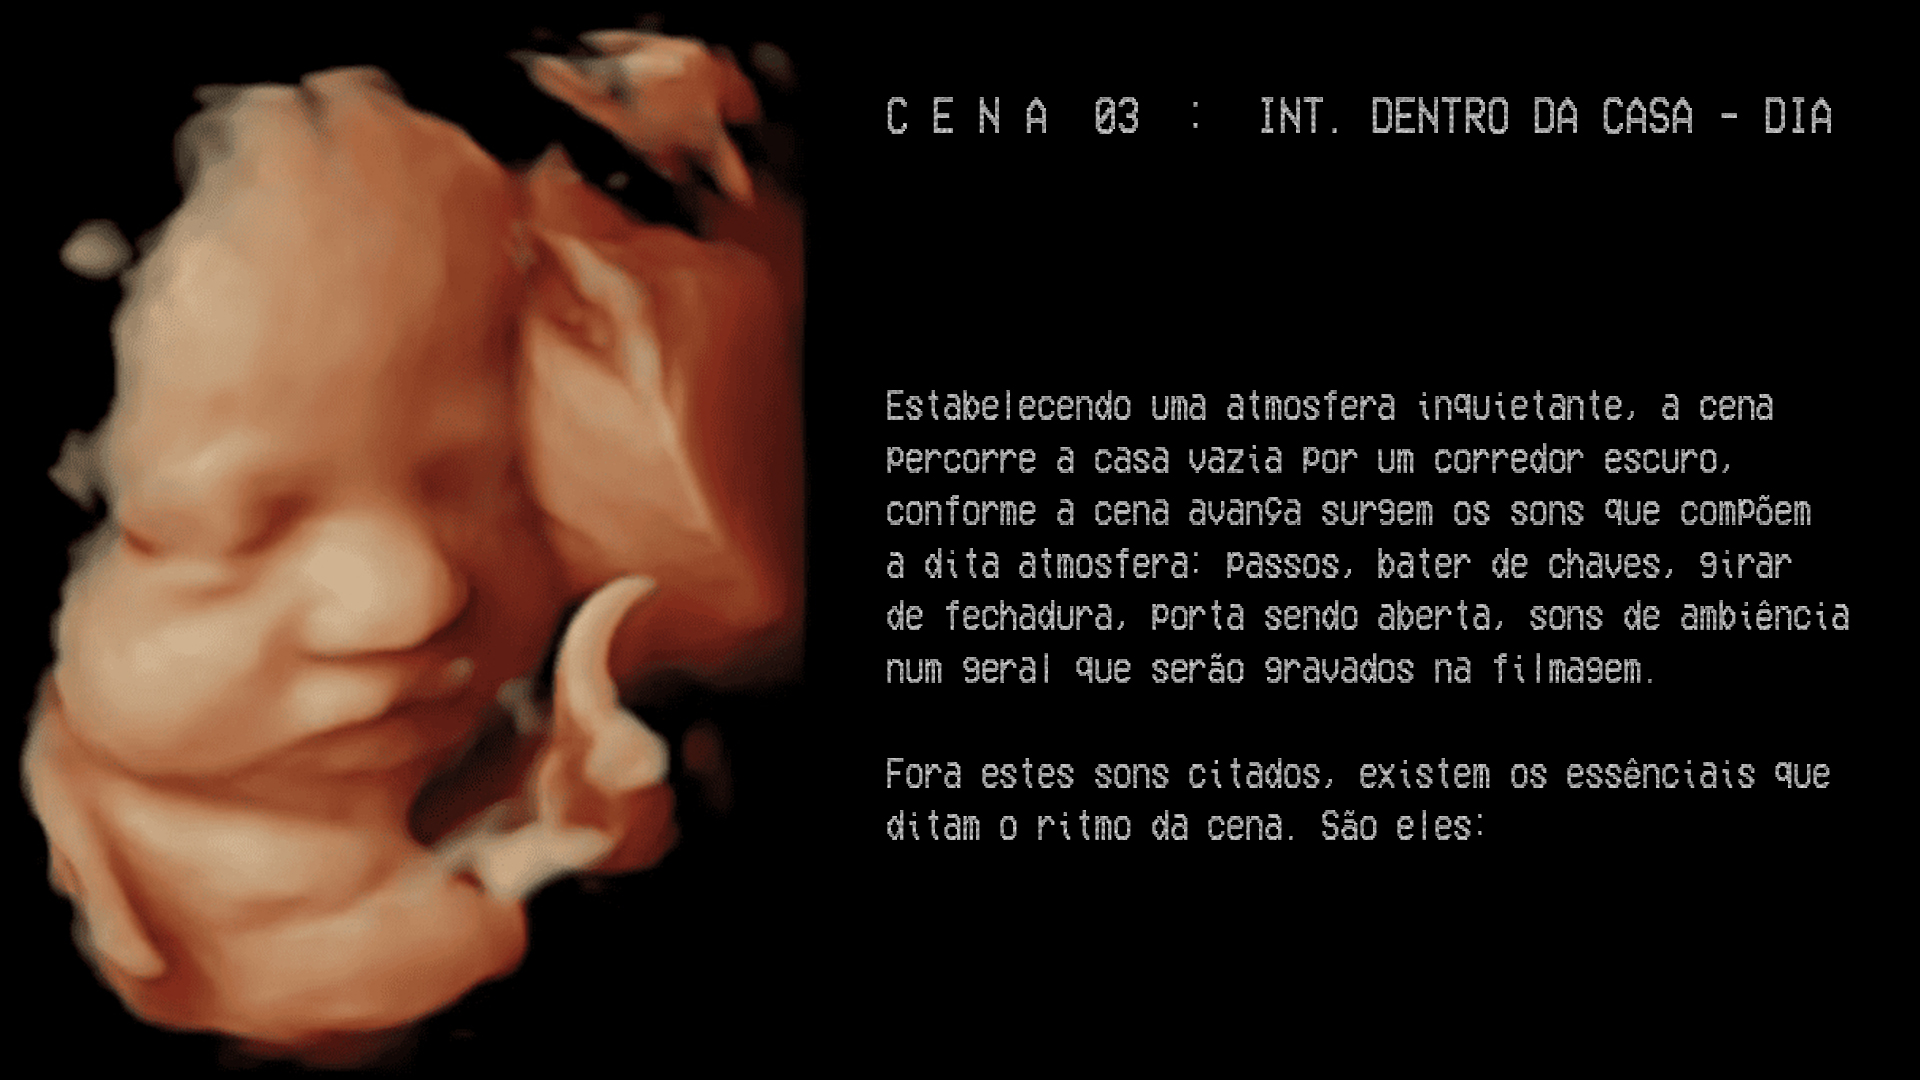 C E N A 03 : INT. DENTRO DA CASA - DIA
Estabelecendo uma atmosfera inquietante, a cena
percorre a casa vazia por um corredor escuro,
conforme a cena avança surgem os sons que compõem
a dita atmosfera: passos, bater de chaves, girar
de fechadura, porta sendo aberta, sons de ambiência
num geral que serão gravados na filmagem.
Fora estes sons citados, existem os essênciais que
ditam o ritmo da cena. São eles: